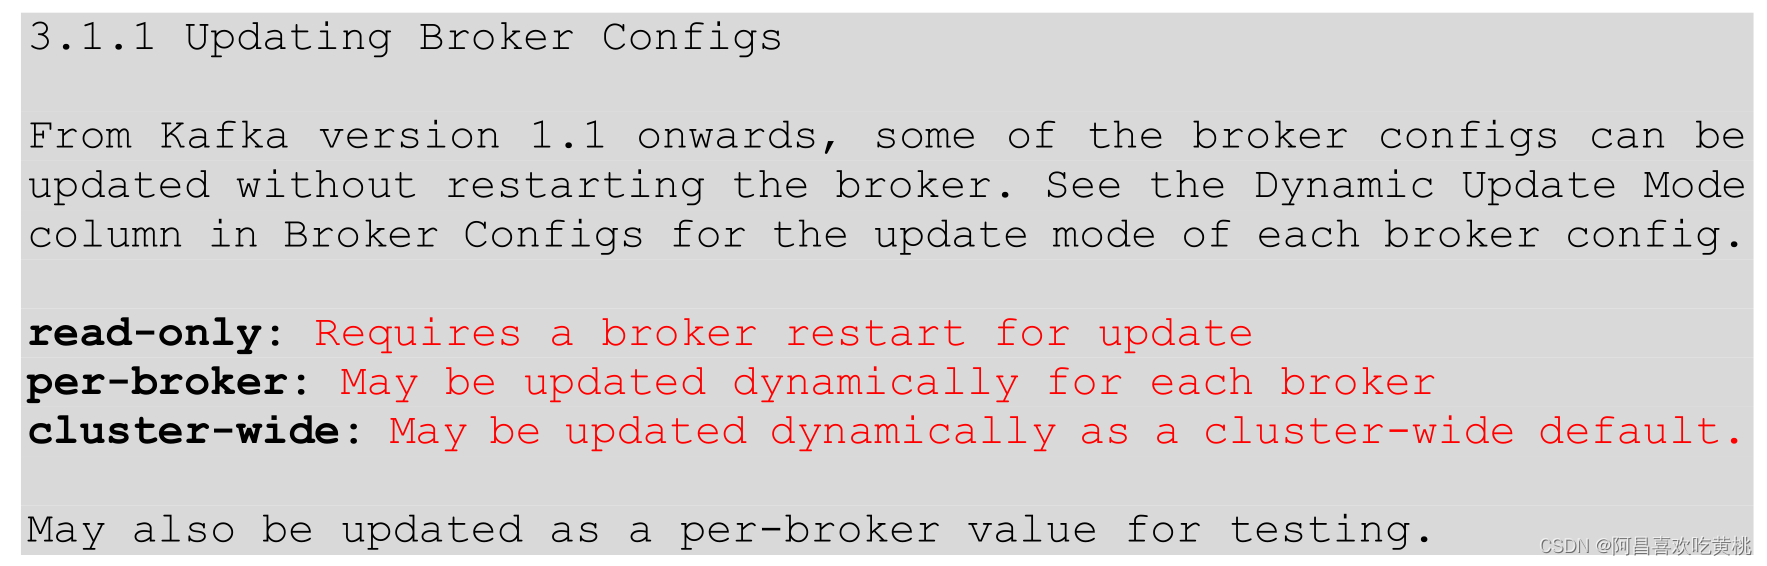 3.1.1 Updating Broker Configs
From Kafka version 1.1 onwards, some of the broker configs can be
updated without restarting the broker. See the Dynamic Update Mode
column in Broker Configs for the update mode of each broker config.
read-only: Requires a broker restart for update
per-broker: May be updated dynamically for each broker
cluster-wide: May be updated dynamically as a cluster-wide default.
May also be updated as a per-broker value for testing.
CSDN @阿昌喜欢吃黄桃